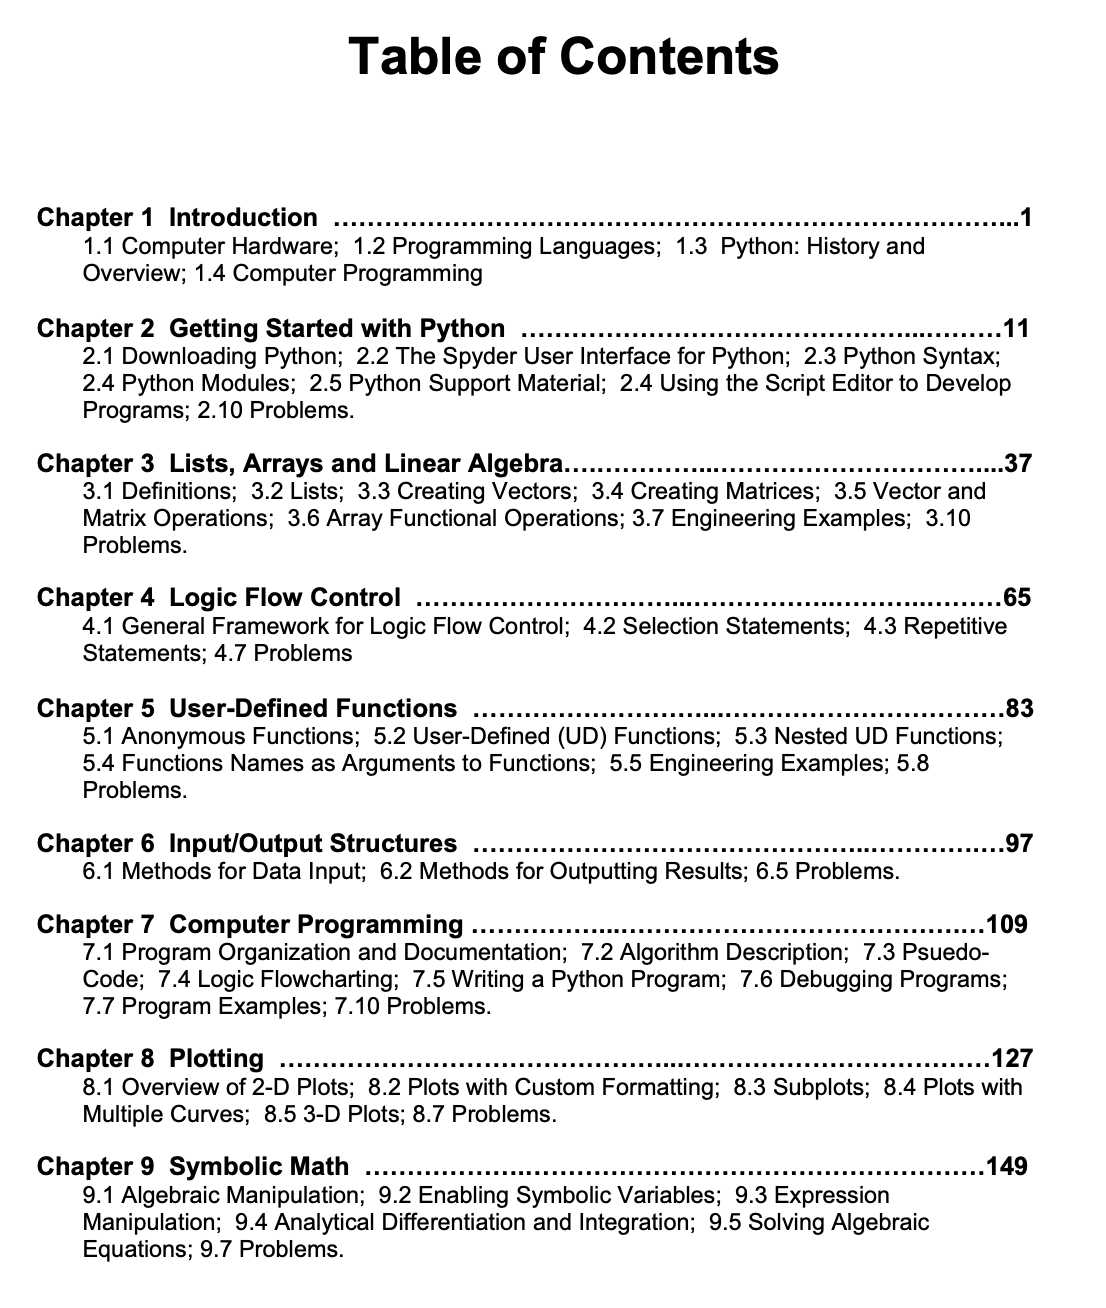 Table of Contents
Chapter 1  Introduction ……………………………………………………………………...1
1.1 Computer Hardware;  1.2 Programming Languages;  1.3  Python: History and
Overview; 1.4 Computer Programming
Chapter 2  Getting Started with Python ……………………………………....………11
2.1 Downloading Python;  2.2 The Spyder User Interface for Python;  2.3 Python Syntax;
2.4 Python Modules;  2.5 Python Support Material;  2.4 Using the Script Editor to Develop
Programs; 2.10 Problems.
Chapter 3  Lists, Arrays and Linear Algebra…..…………...…………………………....37
3.1 Definitions;  3.2 Lists;  3.3 Creating Vectors;  3.4 Creating Matrices;  3.5 Vector and
Matrix Operations;  3.6 Array Functional Operations; 3.7 Engineering Examples;  3.10
Problems.
Chapter 4  Logic Flow Control …………………………...……………..………...………65
4.1 General Framework for Logic Flow Control;  4.2 Selection Statements;  4.3 Repetitive
Statements; 4.7 Problems
Chapter 5  User-Defined Functions ………………………....……………………………83
5.1 Anonymous Functions;  5.2 User-Defined (UD) Functions;  5.3 Nested UD Functions;
5.4 Functions Names as Arguments to Functions;  5.5 Engineering Examples; 5.8
Problems.
Chapter 6  Input/Output Structures ………………………………………...……….…97
6.1 Methods for Data Input;  6.2 Methods for Outputting Results; 6.5 Problems.
Chapter 7  Computer Programming …………....…………………………………..…109
7.1 Program Organization and Documentation;  7.2 Algorithm Description;  7.3 Psuedo-
Code;  7.4 Logic Flowcharting;  7.5 Writing a Python Program;  7.6 Debugging Programs;
7.7 Program Examples; 7.10 Problems.
Chapter 8  Plotting ………………………………………...………………………………127
8.1 Overview of 2-D Plots;  8.2 Plots with Custom Formatting;  8.3 Subplots;  8.4 Plots with
Multiple Curves;  8.5 3-D Plots; 8.7 Problems.
Chapter 9  Symbolic Math ………………..………………………………………………149
9.1 Algebraic Manipulation;  9.2 Enabling Symbolic Variables;  9.3 Expression
Manipulation;  9.4 Analytical Differentiation and Integration;  9.5 Solving Algebraic
Equations; 9.7 Problems.